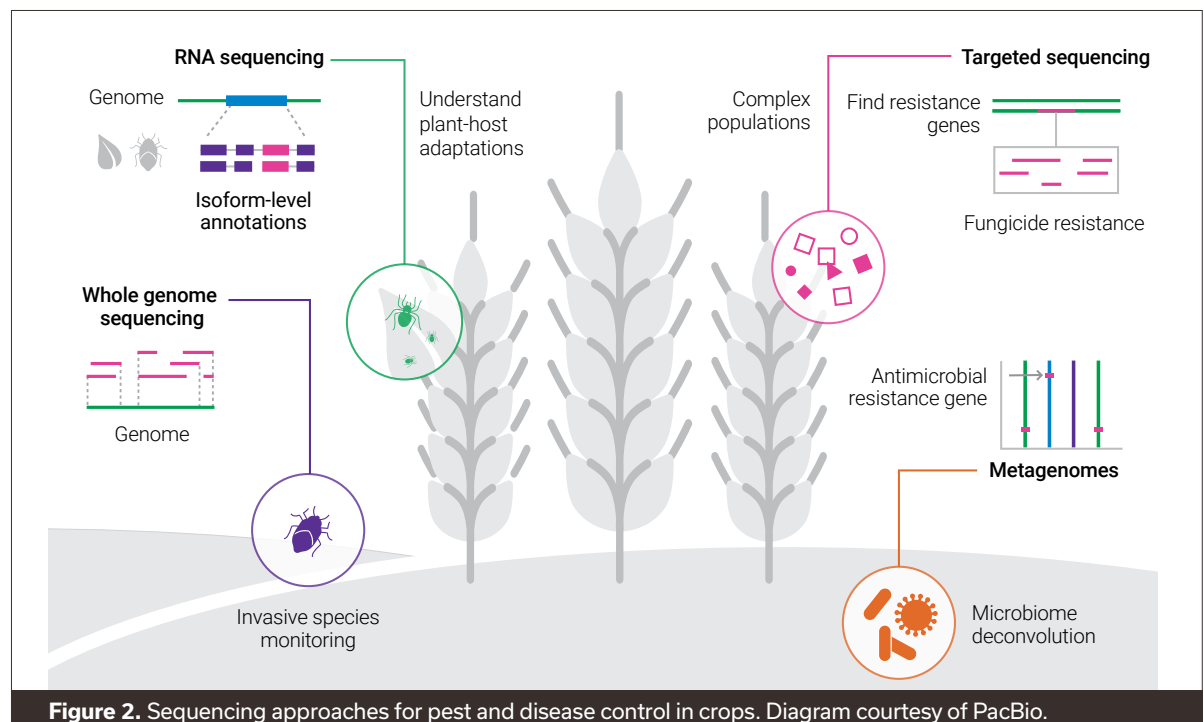 RNA sequencing
Genome
Isoform-level
annotations
Understand
plant-host
adaptations
Complex
populations
Targeted sequencing
Find resistance
genes
Fungicide resistance
Whole genome
sequencing
Genome
Invasive species
monitoring
Antimicrobial
resistance gene
Metagenomes
Microbiome
deconvolution
Figure 2. Sequencing approaches for pest and disease control in crops. Diagram courtesy of PacBio.